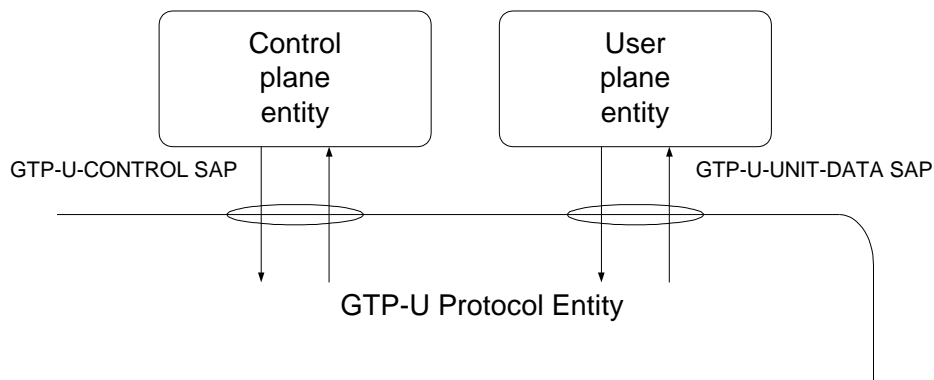 Control
plane
entity
User
plane
entity
GTP-U-CONTROL SAP
GTP-U-UNIT-DATA SAP
GTP-U Protocol Entity